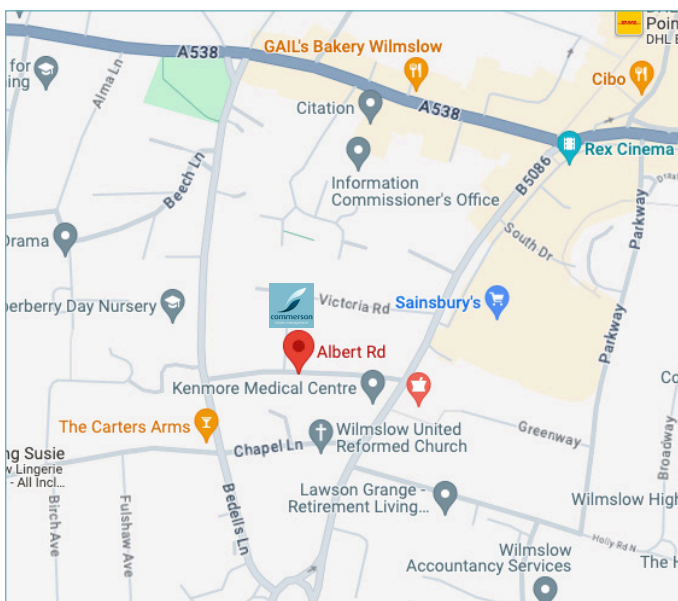 Poin
DHL E
A538
GAIL's Bakery Wilmslow
Cibo
Alma Ln
Citation
A538
for
ing
Rex Cinema
Beech Ln
Information
Commissioner's Office
B5086
Parkway
South Dr
Drama
perberry Day Nursery
commerson
Victoria Rd
Sainsbury's
Parkway
Albert Rd
Kenmore Medical Centre
Co
The Carters Arms
Wilmslow United
Reformed Church
Greenway
Broadway
Chapel Ln
ng Susie
w Lingerie
- All Incl...
Lawson Grange -
Retirement Living...
Wilmslow High
Birch Ave
Fulshaw Ave
Bedells Ln
Holly Rd N
Wilmslow
Accountancy Services
The H